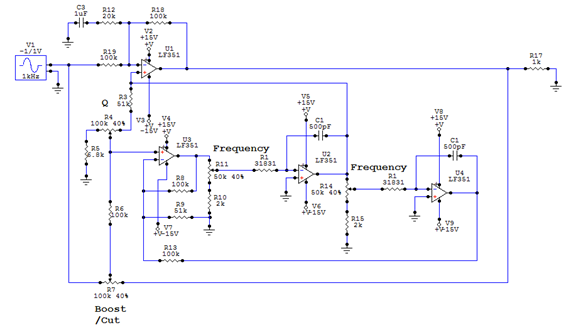 C3
1uF
R12
20k
R18
100k
V2
+15V
+V
U1
LF351
V1
-1/1V
1kHz
R19
100k
R17
1k
R3
51k
V3
+V
-15V
Q
R4
100k 40%
V4
+15V
+V
U3
LF351
R5
6.8k
Frequency
R11
50k 40%
R1
31831
V5
+15V
+V
C1
500pF
U2
LF351
Frequency
R14
50k 40%
R1
31831
V8
+15V
+V
C1
500pF
U4
LF351
R8
100k
R9
51k
R10
2k
R6
100k
V7
+V-15V
V6
+V-15V
V9
+V-15V
R15
2k
R13
100k
R7
100k 40%
Boost
/Cut